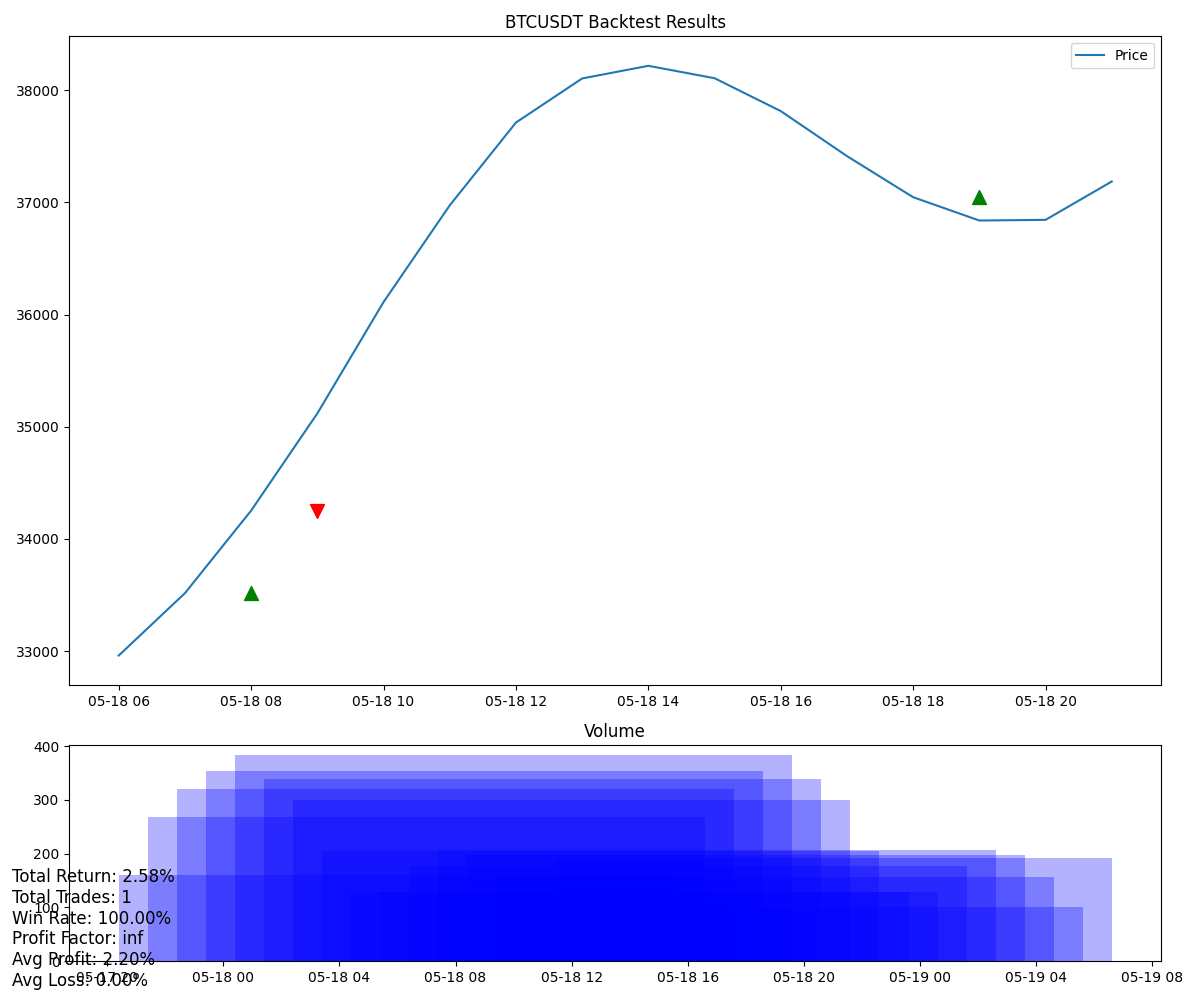 BTCUSDT Backtest Results
Price
38000
37000
36000
35000
34000
33000
05-18 06 05-18 08 05-18 10 05-18 12 05-18 14 05-18 16 05-18 18 05-18 20
Volume
400
300
200
100
0
Total Return: 2.58%
Total Trades: 1
Win Rate: 100.00%
Profit Factor: inf
Avg Profit: 2.20%
Avg Loss: 0.00%
05-17 20 05-18 00 05-18 04 05-18 08 05-18 12 05-18 16 05-18 20 05-19 00 05-19 04 05-19 08